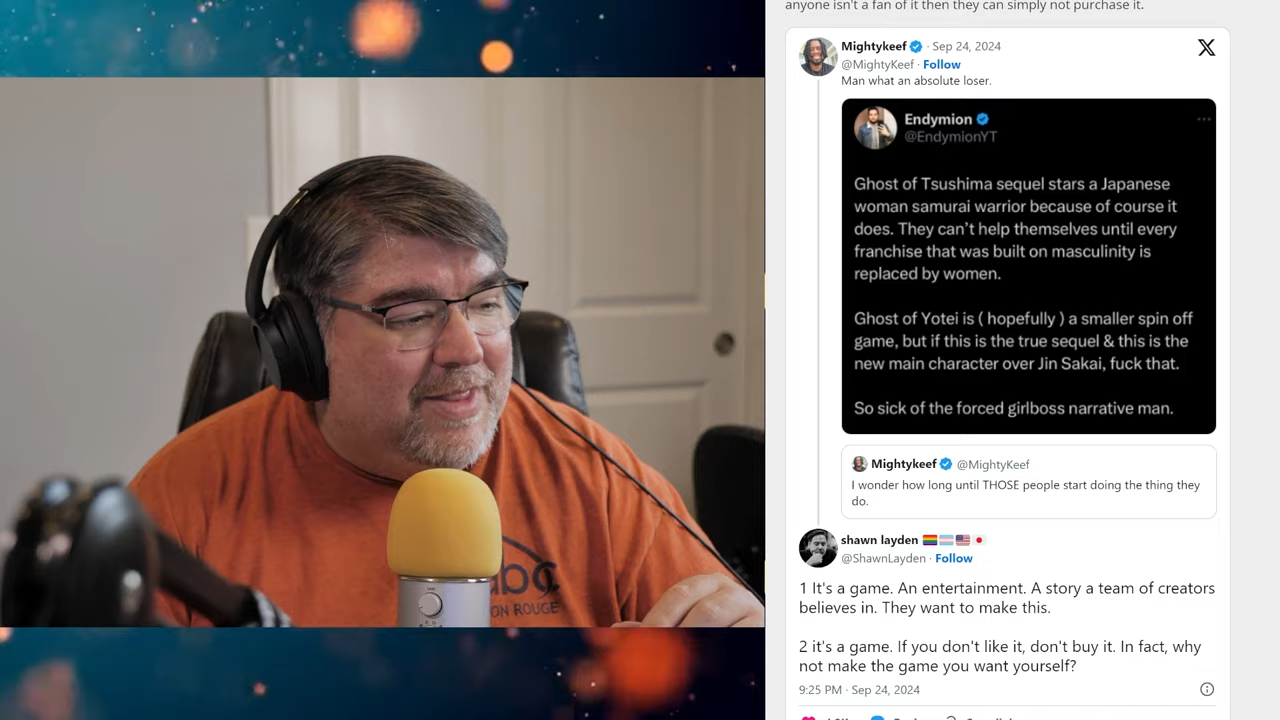 anyone isn't a fan of it then they can simply not purchase it.
Mightykeef · Sep 24, 2024
@MightyKeef · Follow
Man what an absolute loser.
Endymion
@EndymionYT
Ghost of Tsushima sequel stars a Japanese
woman samurai warrior because of course it
does. They can't help themselves until every
franchise that was built on masculinity is
replaced by women.
Ghost of Yotei is ( hopefully ) a smaller spin off
game, but if this is the true sequel & this is the
new main character over Jin Sakai, fuck that.
So sick of the forced girlboss narrative man.
Mightykeef @MightyKeef
I wonder how long until THOSE people start doing the thing they
do.
shawn layden
@ShawnLayden · Follow
1 It's a game. An entertainment. A story a team of creators
believes in. They want to make this.
2 it's a game. If you don't like it, don't buy it. In fact, why
not make the game you want yourself?
9:25 PM · Sep 24, 2024
ON ROUGE